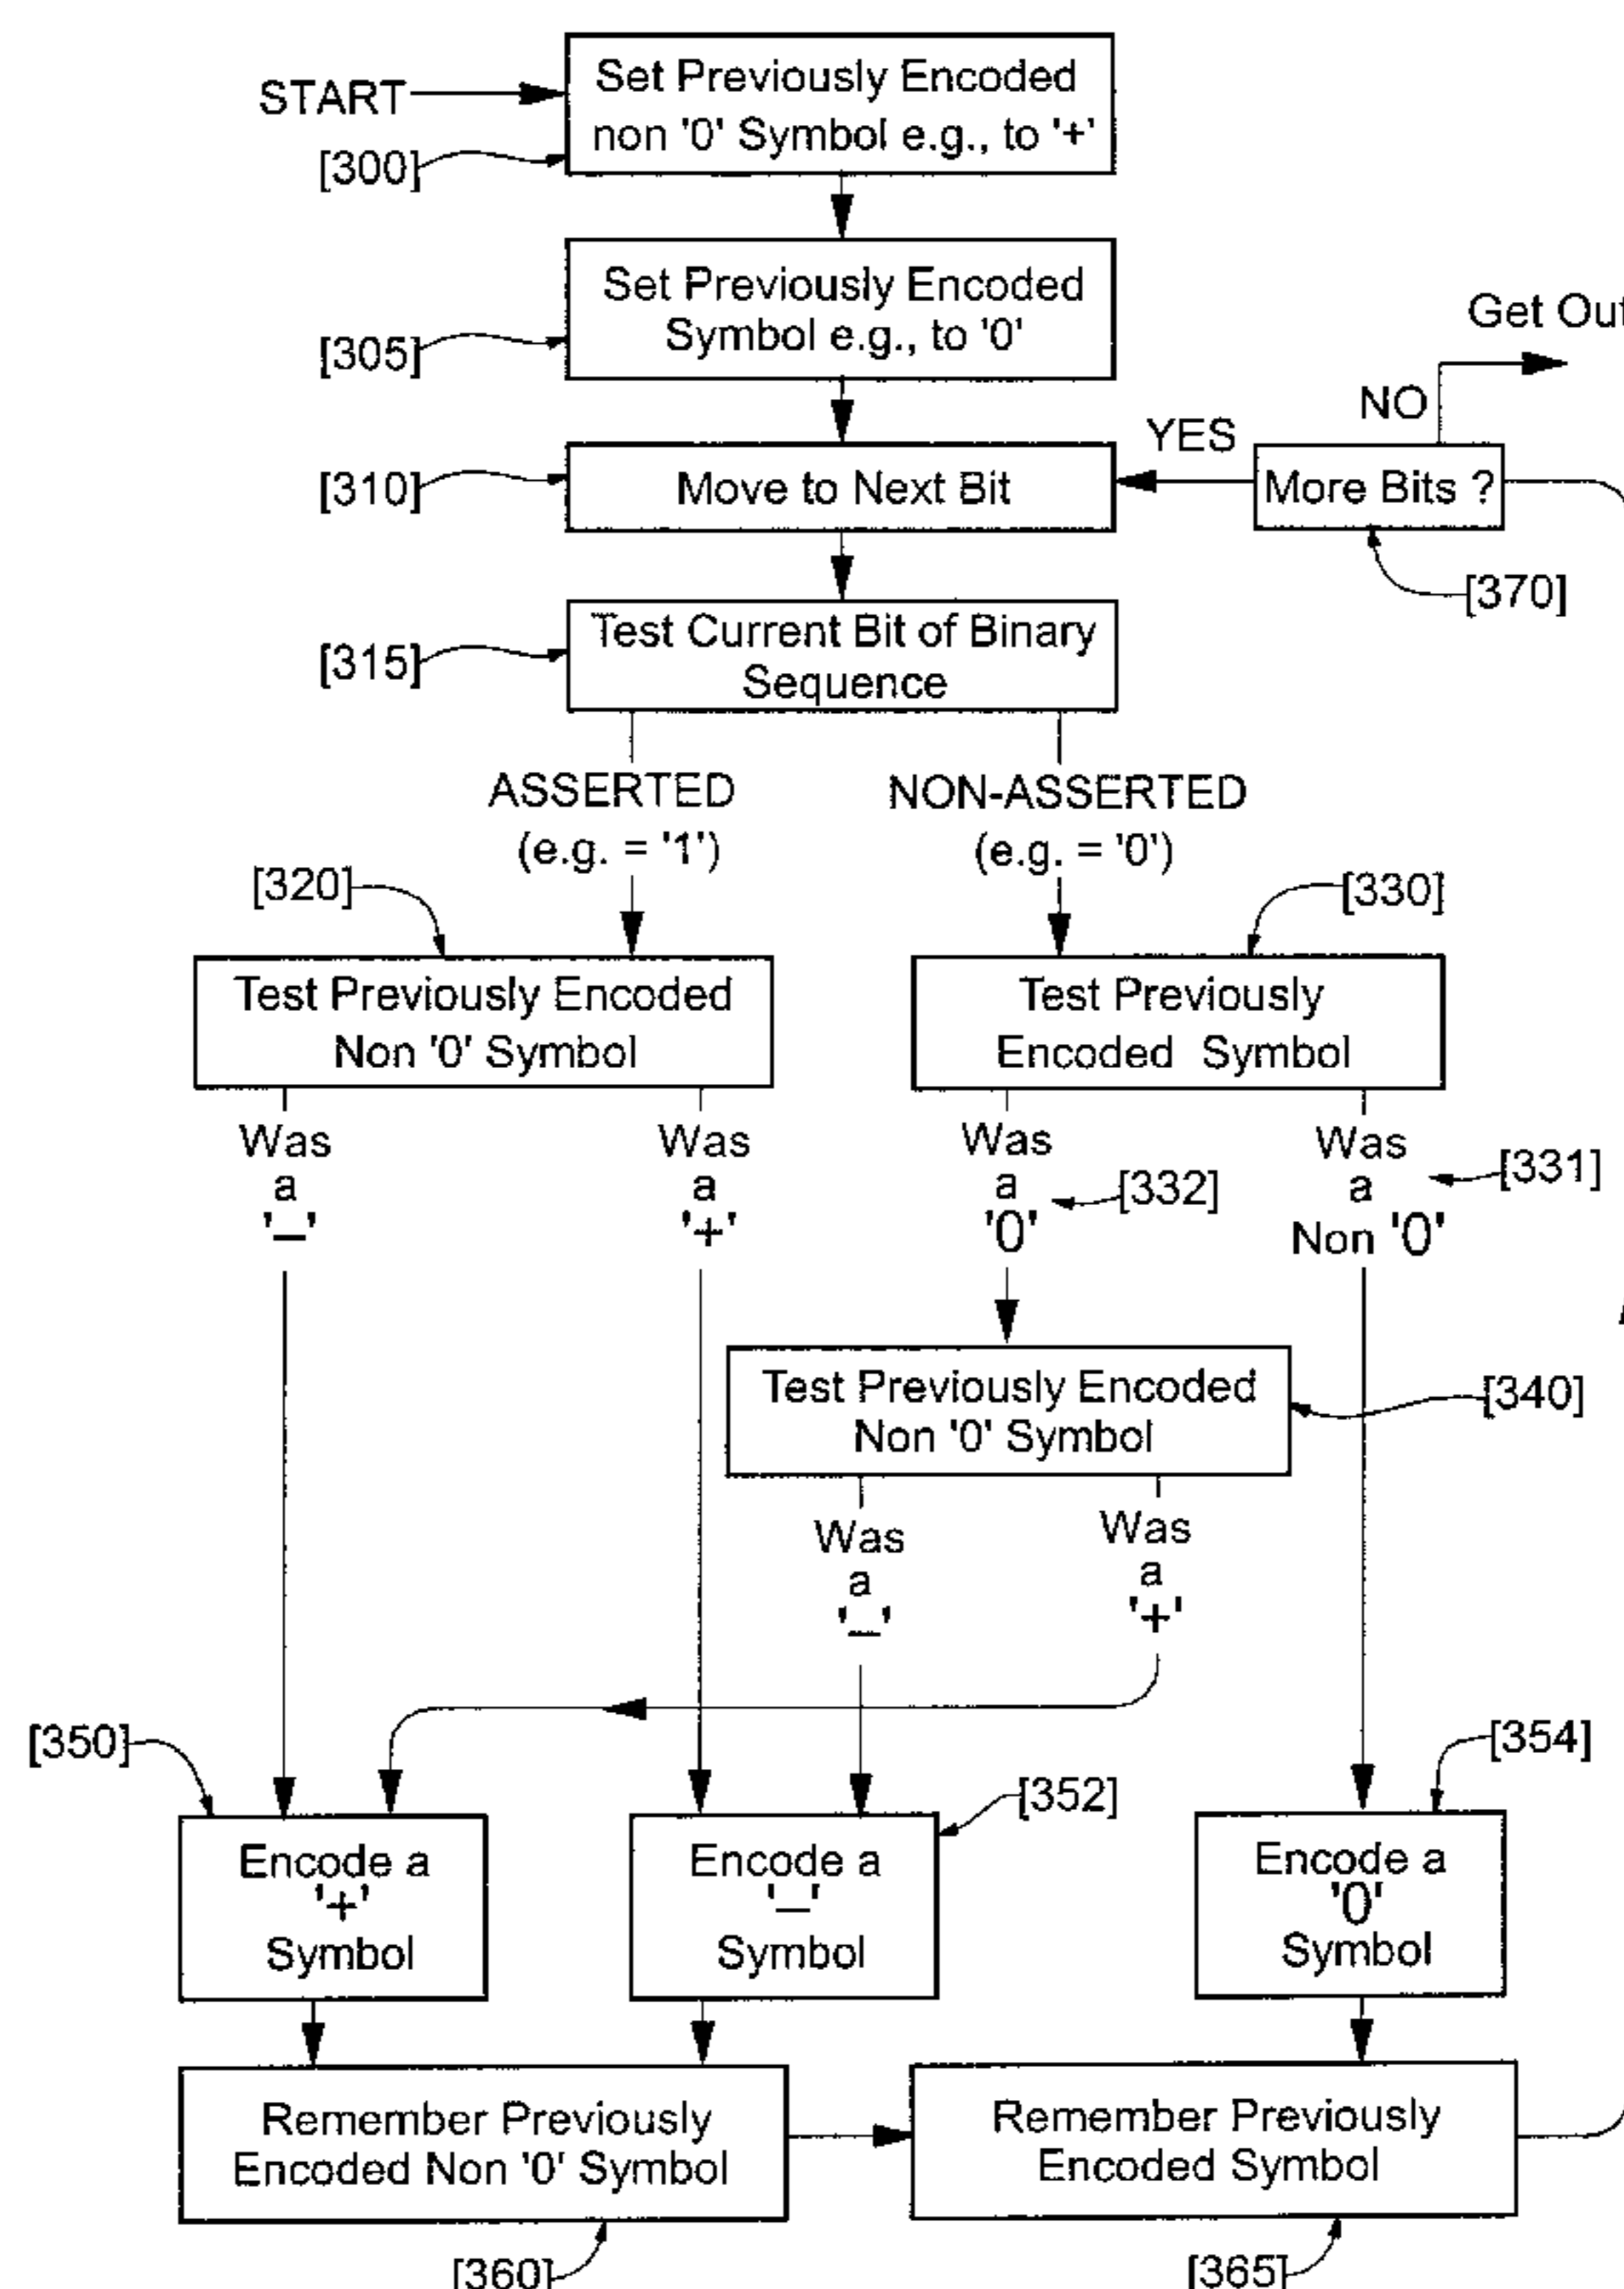 Set Previously Encoded
START
non '0' Symbol e.g., to '+'
[300]
Set Previously Encoded
Symbol e.g., to '0'
[305]
Get Out
NO
YES
[310]
Move to Next Bit
More Bits ?
[370]
Test Current Bit of Binary
Sequence
[315]
ASSERTED
(e.g. = '1')
NON-ASSERTED
(e.g. = '0')
[320]
[330]
Test Previously Encoded
Non '0' Symbol
Test Previously
Encoded Symbol
Was
a
'_'
Was
a
'+'
Was
a
'0'
[332]
Was
a
Non '0'
[331]
Test Previously Encoded
Non '0' Symbol
[340]
Was
a
'_'
Was
a
'+'
[350]
[352]
[354]
Encode a
'+'
Symbol
Encode a
'_'
Symbol
Encode a
'0'
Symbol
Remember Previously
Encoded Non '0' Symbol
Remember Previously
Encoded Symbol
[360]
[365]